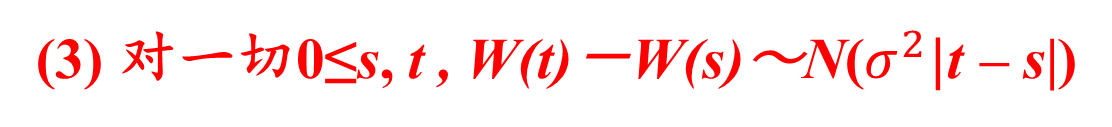 (3) 对一切0≤s, t , W(t)－W(s)～N(σ²|t – s|)